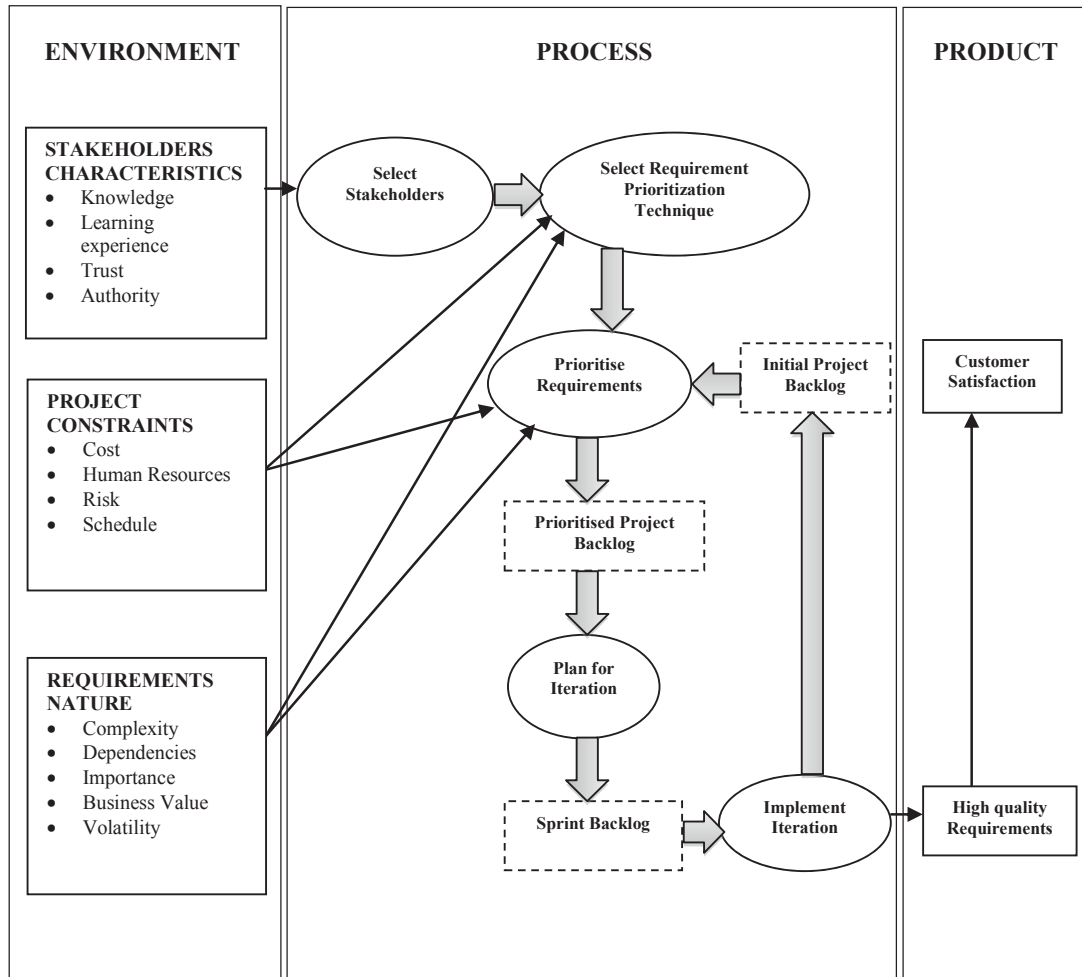 ENVIRONMENT
STAKEHOLDERS
CHARACTERISTICS
• Knowledge
• Learning
experience
• Trust
• Authority
PROJECT
CONSTRAINTS
• Cost
• Human Resources
• Risk
• Schedule
REQUIREMENTS
NATURE
• Complexity
• Dependencies
• Importance
• Business Value
• Volatility
PROCESS
Select
Stakeholders
Select Requirement
Prioritization
Technique
Prioritise
Requirements
Initial Project
Backlog
Prioritised Project
Backlog
Plan for
Iteration
Sprint Backlog
Implement
Iteration
PRODUCT
Customer
Satisfaction
High quality
Requirements